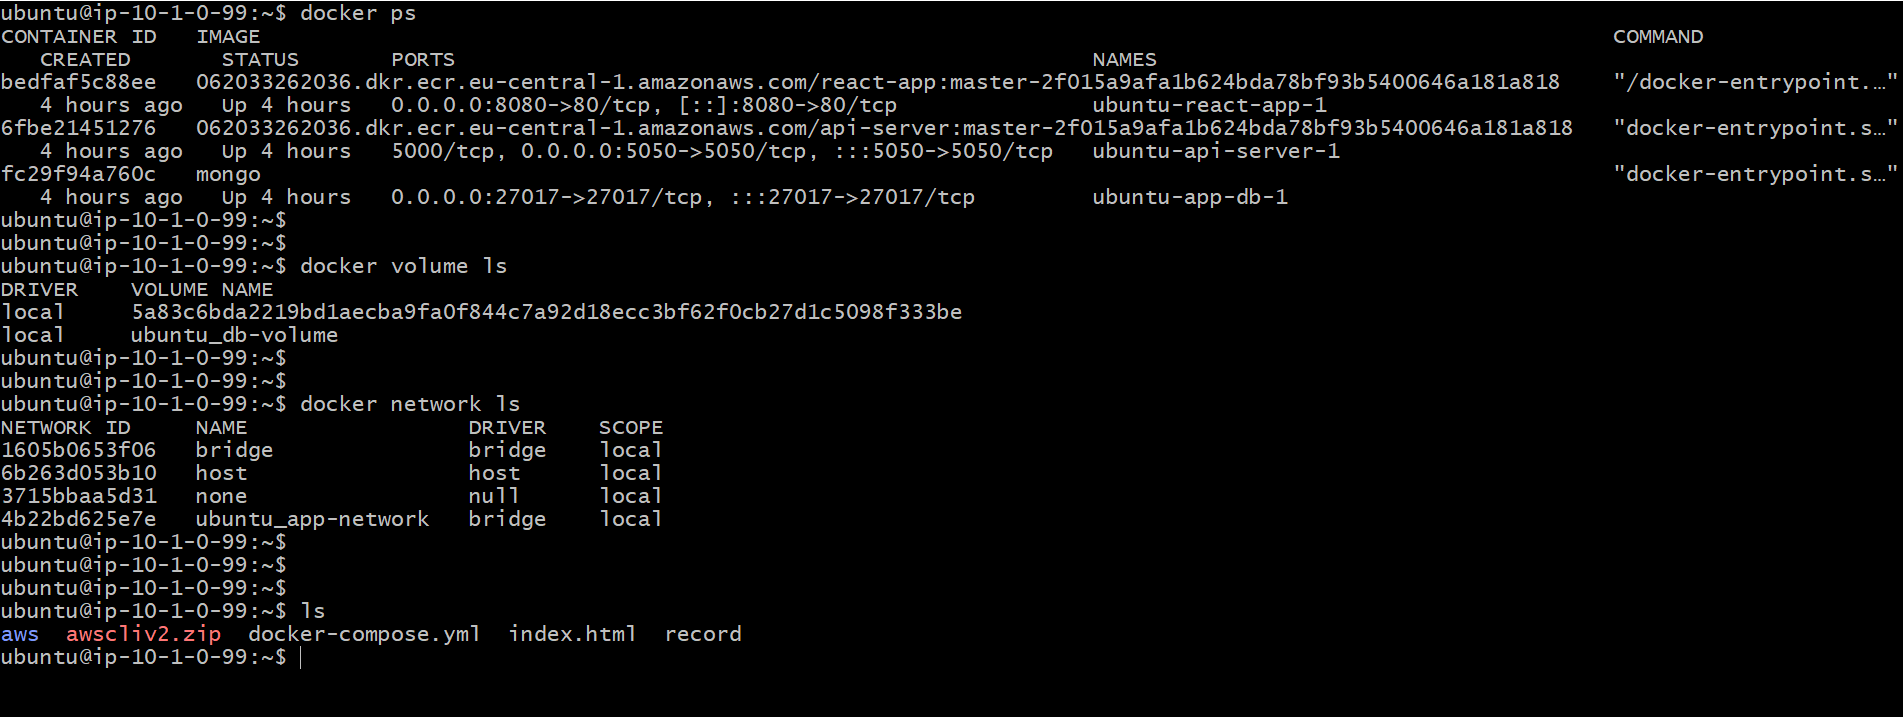 ubuntu@ip-10-1-0-99:~$ docker ps
CONTAINER ID   IMAGE                                                                                                        COMMAND
   CREATED       STATUS       PORTS                                                 NAMES
bedfaf5c88ee   062033262036.dkr.ecr.eu-central-1.amazonaws.com/react-app:master-2f015a9afa1b624bda78bf93b5400646a181a818    "/docker-entrypoint.…"
   4 hours ago   Up 4 hours   0.0.0.0:8080->80/tcp, [::]:8080->80/tcp               ubuntu-react-app-1
6fbe21451276   062033262036.dkr.ecr.eu-central-1.amazonaws.com/api-server:master-2f015a9afa1b624bda78bf93b5400646a181a818   "docker-entrypoint.s…"
   4 hours ago   Up 4 hours   5000/tcp, 0.0.0.0:5050->5050/tcp, :::5050->5050/tcp   ubuntu-api-server-1
fc29f94a760c   mongo                                                                                                        "docker-entrypoint.s…"
   4 hours ago   Up 4 hours   0.0.0.0:27017->27017/tcp, :::27017->27017/tcp         ubuntu-app-db-1
ubuntu@ip-10-1-0-99:~$
ubuntu@ip-10-1-0-99:~$
ubuntu@ip-10-1-0-99:~$ docker volume ls
DRIVER    VOLUME NAME
local     5a83c6bda2219bd1aecba9fa0f844c7a92d18ecc3bf62f0cb27d1c5098f333be
local     ubuntu_db-volume
ubuntu@ip-10-1-0-99:~$
ubuntu@ip-10-1-0-99:~$
ubuntu@ip-10-1-0-99:~$ docker network ls
NETWORK ID     NAME                 DRIVER    SCOPE
1605b0653f06   bridge               bridge    local
6b263d053b10   host                 host      local
3715bbaa5d31   none                 null      local
4b22bd625e7e   ubuntu_app-network   bridge    local
ubuntu@ip-10-1-0-99:~$
ubuntu@ip-10-1-0-99:~$
ubuntu@ip-10-1-0-99:~$
ubuntu@ip-10-1-0-99:~$ ls
aws  awscliv2.zip  docker-compose.yml  index.html  record
ubuntu@ip-10-1-0-99:~$